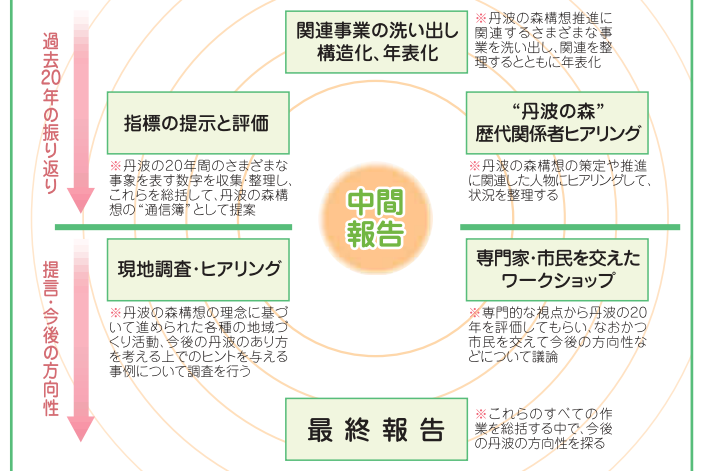 過去20年の振り返り
関連事業の洗い出し
構造化、年表化
※丹波の森構想推進に
関連するさまざまな事
業を洗い出し、関連を整
理するとともに年表化
指標の提示と評価
※丹波の20年間のさまざまな
事象を表す数字を収集・整理し、
これらを総括して、丹波の森構
想の“通信簿”として提案
“丹波の森”
歴代関係者ヒアリング
※丹波の森構想の策定や推進
に関連した人物にヒアリングして、
状況を整理する
中間
報告
提言・今後の方向性
現地調査・ヒアリング
※丹波の森構想の理念に基づ
いて進められた各種の地域づ
くり活動、今後の丹波のあり方
を考える上でのヒントを与える
事例について調査を行う
専門家・市民を交えた
ワークショップ
※専門的な視点から丹波の20
年を評価してもらい、なおかつ
市民を交えて今後の方向性な
どについて議論
最終報告
※これらのすべての作
業を総括する中で、今後
の丹波の方向性を探る